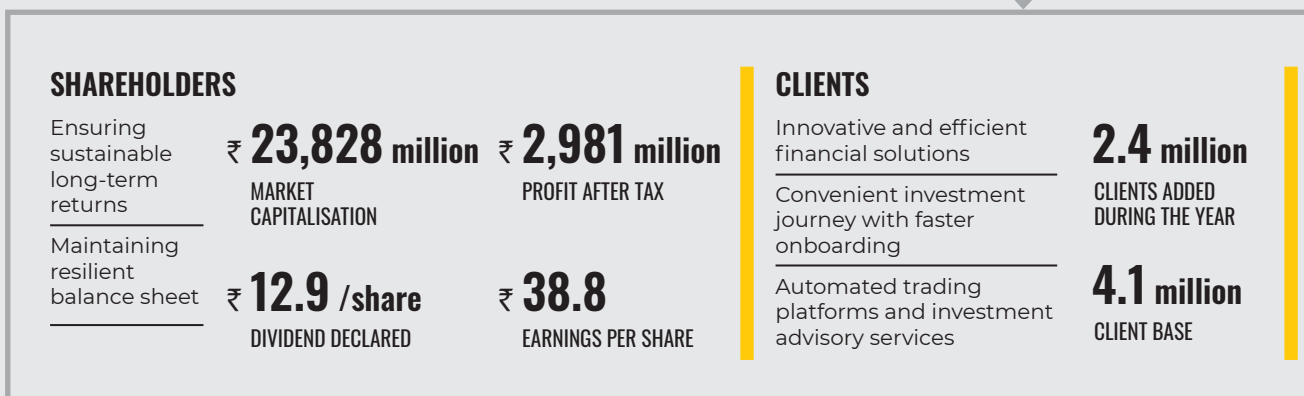 SHAREHOLDERS
Ensuring
sustainable
long-term
returns
Maintaining
resilient
balance sheet
₹ 23,828 million
MARKET
CAPITALISATION
₹ 2,981 million
PROFIT AFTER TAX
₹ 12.9 /share
DIVIDEND DECLARED
₹ 38.8
EARNINGS PER SHARE
CLIENTS
Innovative and efficient
financial solutions
Convenient investment
journey with faster
onboarding
Automated trading
platforms and investment
advisory services
2.4 million
CLIENTS ADDED
DURING THE YEAR
4.1 million
CLIENT BASE